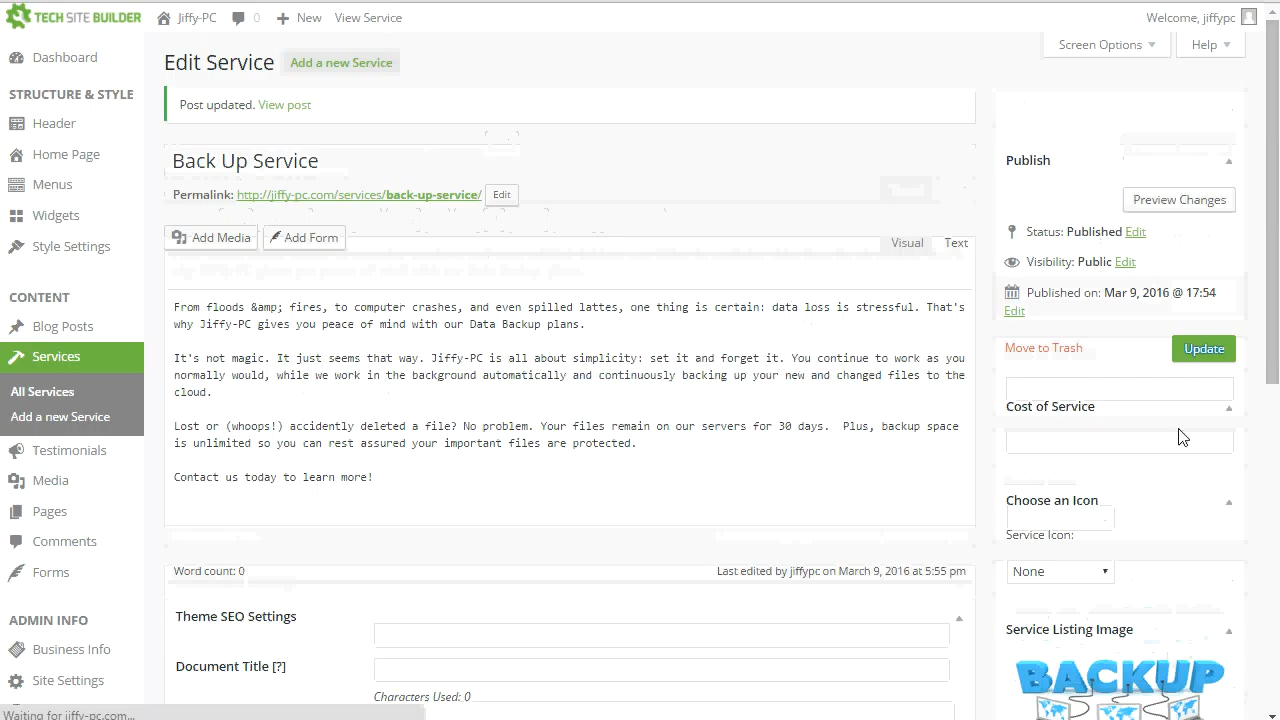 TECH SITE BUILDER
Jiffy-PC 0 New View Service Welcome, jiffypc
Screen Options Help
Dashboard
STRUCTURE & STYLE
Header
Home Page
Menus
Widgets
Style Settings
CONTENT
Blog Posts
Services
All Services
Add a new Service
Testimonials
Media
Pages
Comments
Forms
ADMIN INFO
Business Info
Site Settings
Waiting for jiffy-pc.com...
Edit Service Add a new Service
Post updated. View post
Back Up Service
Permalink: http://jiffy-pc.com/services/back-up-service/ Edit
Add Media Add Form
Visual Text
From floods &amp; fires, to computer crashes, and even spilled lattes, one thing is certain: data loss is stressful. That's
why Jiffy-PC gives you peace of mind with our Data Backup plans.
It's not magic. It just seems that way. Jiffy-PC is all about simplicity: set it and forget it. You continue to work as you
normally would, while we work in the background automatically and continuously backing up your new and changed files to the
cloud.
Lost or (whoops!) accidently deleted a file? No problem. Your files remain on our servers for 30 days. Plus, backup space
is unlimited so you can rest assured your important files are protected.
Contact us today to learn more!
Word count: 0 Last edited by jiffypc on March 9, 2016 at 5:55 pm
Theme SEO Settings
Document Title [?]
Characters Used: 0
Publish
Preview Changes
Status: Published Edit
Visibility: Public Edit
Published on: Mar 9, 2016 @ 17:54
Edit
Move to Trash Update
Cost of Service
Choose an Icon
Service Icon:
None
Service Listing Image
BACKUP